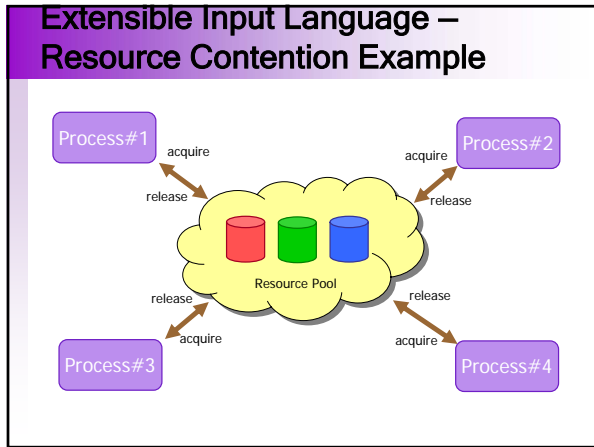 Extensible Input Language –
Resource Contention Example
Process#1
acquire
release
Process#2
acquire
release
Resource Pool
release
acquire
Process#3
release
acquire
Process#4